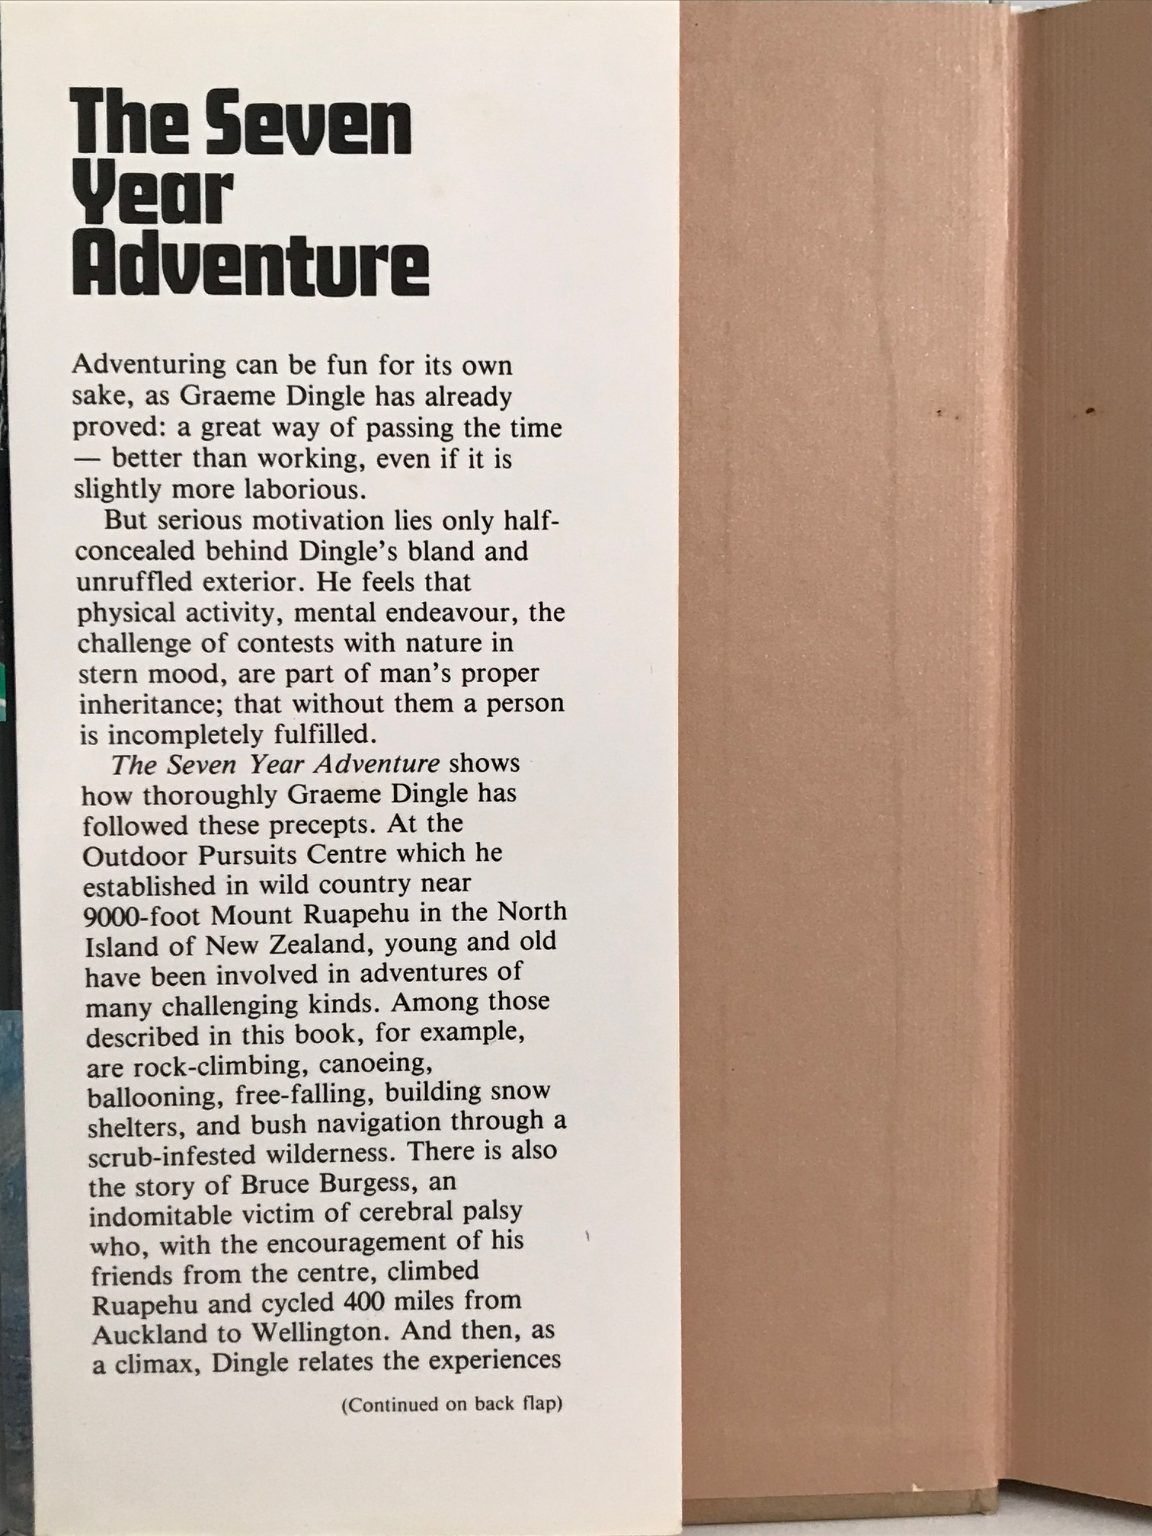 The Seven
Year
Adventure
Adventuring can be fun for its own
sake, as Graeme Dingle has already
proved: a great way of passing the time
— better than working, even if it is
slightly more laborious.
But serious motivation lies only half-
concealed behind Dingle's bland and
unruffled exterior. He feels that
physical activity, mental endeavour, the
challenge of contests with nature in
stern mood, are part of man's proper
inheritance; that without them a person
is incompletely fulfilled.
The Seven Year Adventure shows
how thoroughly Graeme Dingle has
followed these precepts. At the
Outdoor Pursuits Centre which he
established in wild country near
9000-foot Mount Ruapehu in the North
Island of New Zealand, young and old
have been involved in adventures of
many challenging kinds. Among those
described in this book, for example,
are rock-climbing, canoeing,
ballooning, free-falling, building snow
shelters, and bush navigation through a
scrub-infested wilderness. There is also
the story of Bruce Burgess, an
indomitable victim of cerebral palsy
who, with the encouragement of his
friends from the centre, climbed
Ruapehu and cycled 400 miles from
Auckland to Wellington. And then, as
a climax, Dingle relates the experiences
(Continued on back flap)